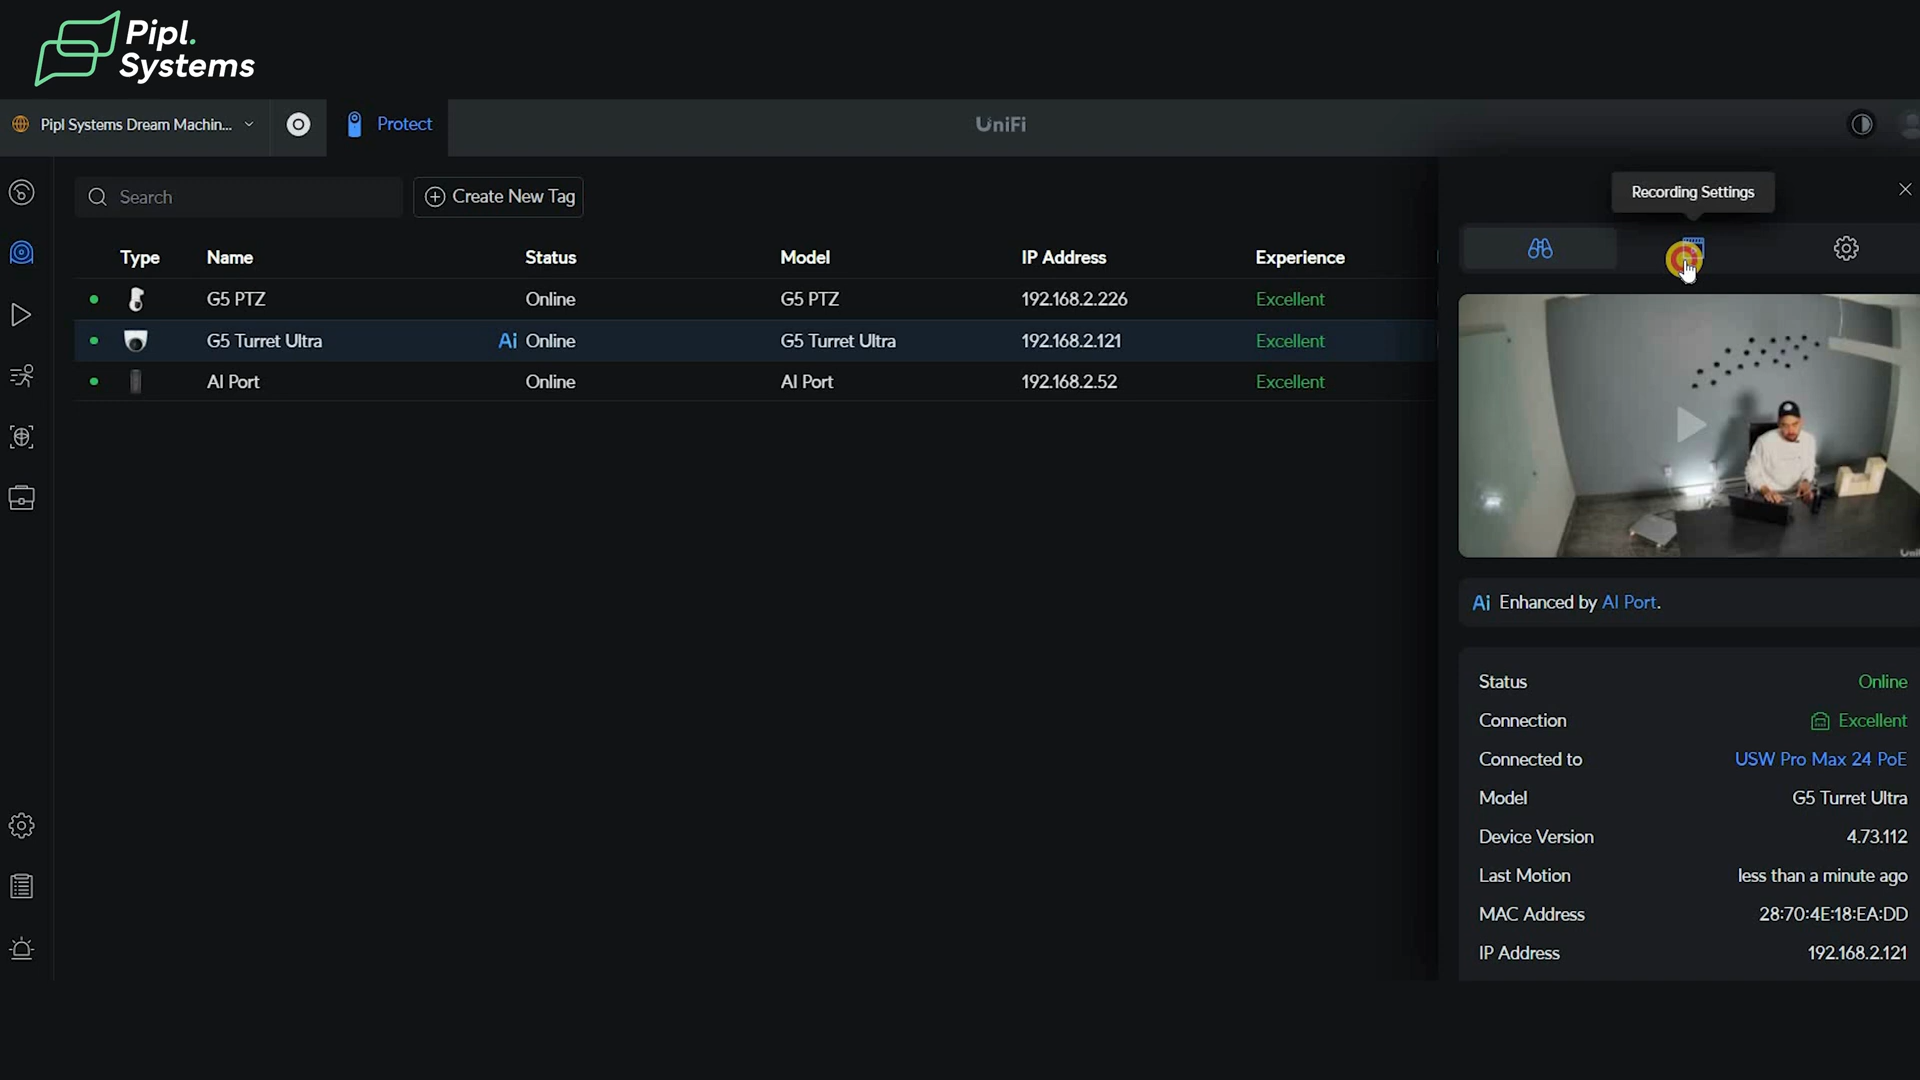 Pipl.
Systems
Pipl Systems Dream Machin...
Protect
UniFi
Search
Create New Tag
Recording Settings
Type Name Status Model IP Address Experience
G5 PTZ Online G5 PTZ 192.168.2.226 Excellent
G5 Turret Ultra Ai Online G5 Turret Ultra 192.168.2.121 Excellent
AI Port Online AI Port 192.168.2.52 Excellent
Ai Enhanced by AI Port.
Status Online
Connection Excellent
Connected to USW Pro Max 24 PoE
Model G5 Turret Ultra
Device Version 4.73.112
Last Motion less than a minute ago
MAC Address 28:70:4E:18:EA:DD
IP Address 192.168.2.121